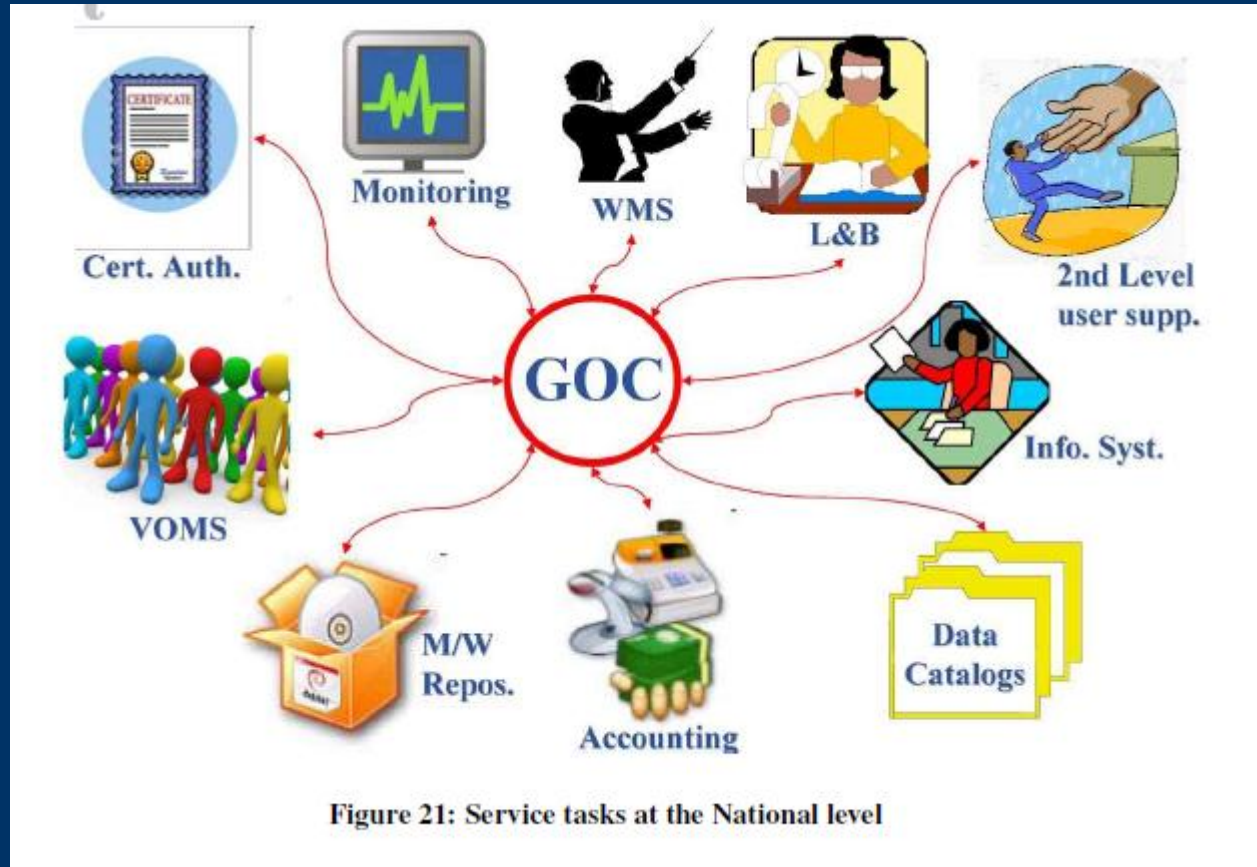 CERTIFICATE
Monitoring
WMS
L&B
Cert. Auth.
2nd Level
user supp.
GOC
Info. Syst.
VOMS
M/W
Repos.
Data
Catalogs
Accounting
Figure 21: Service tasks at the National level